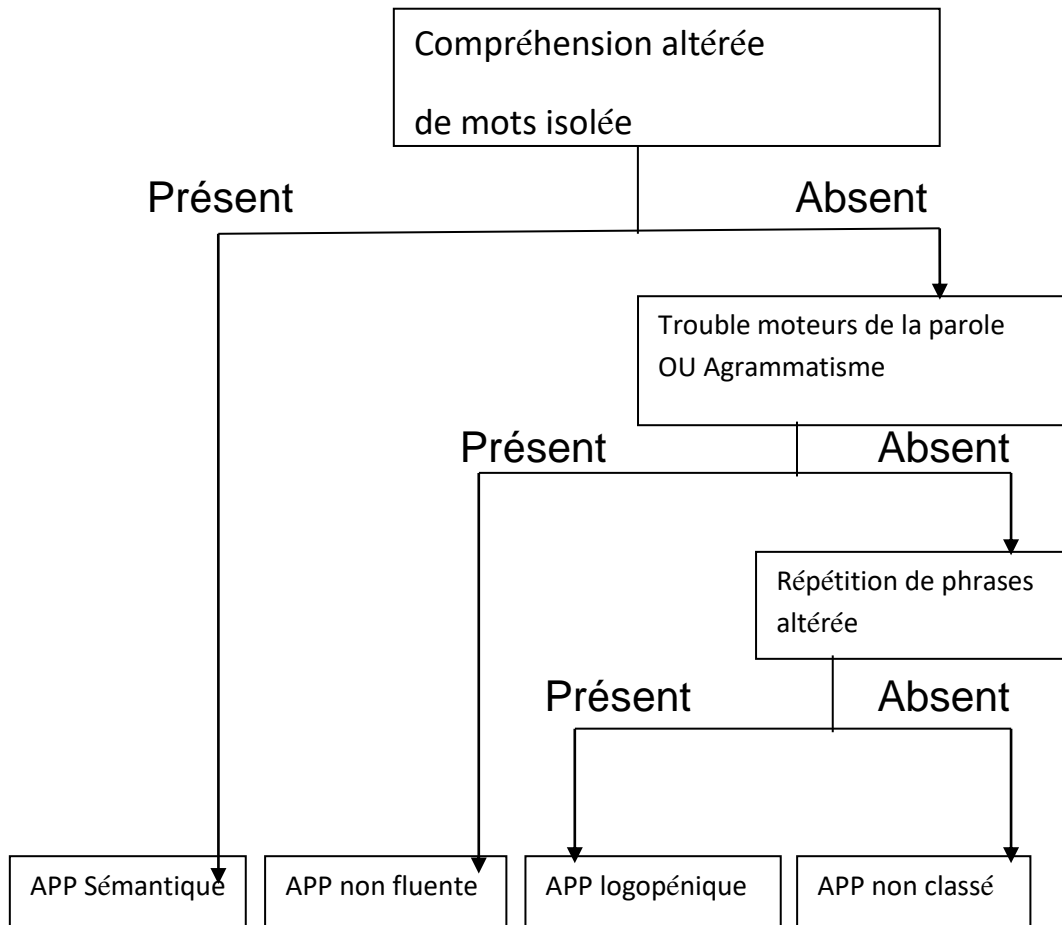 Compréhension altérée
de mots isolée
Présent
Absent
Trouble moteurs de la parole
OU Agrammatisme
Présent
Absent
Répétition de phrases
altérée
Présent
Absent
APP Sémantique
APP non fluente
APP logopénique
APP non classé